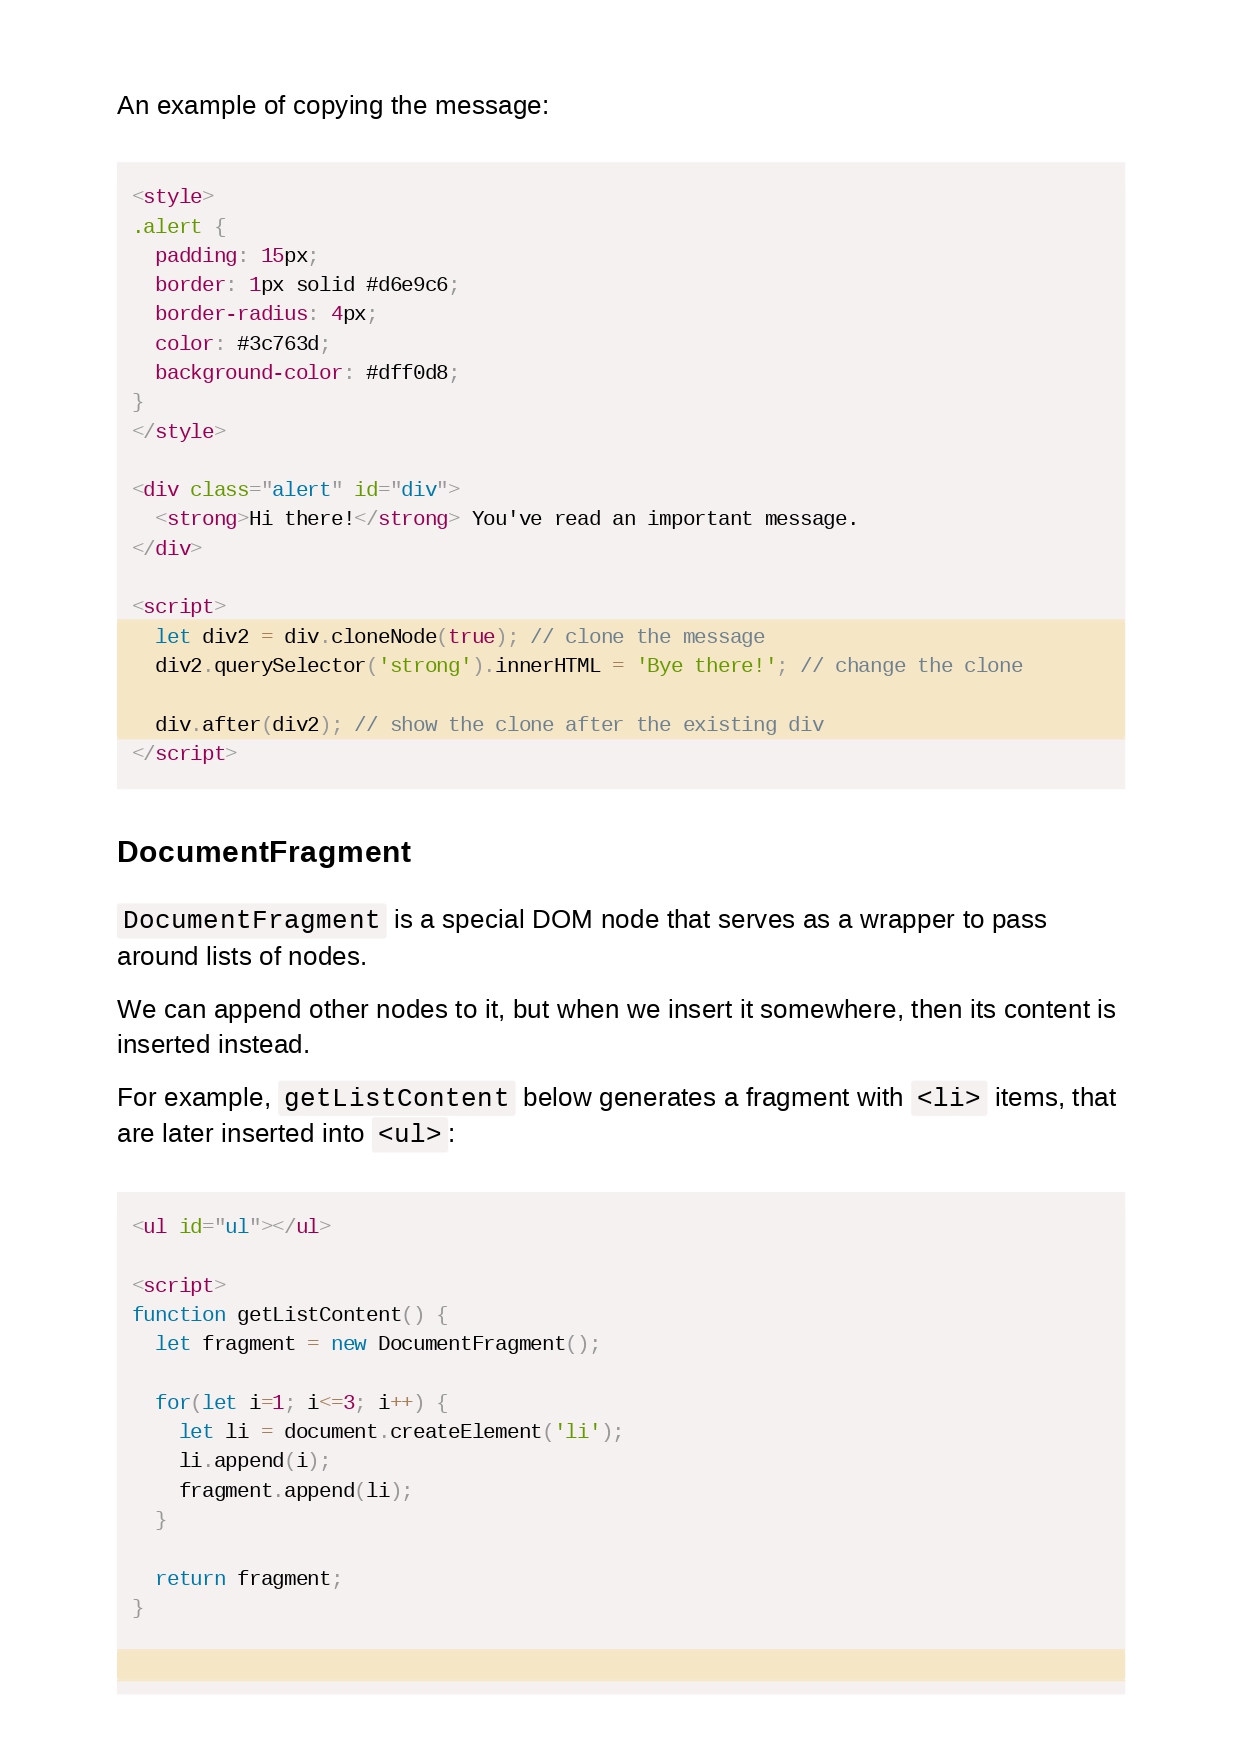 An example of copying the message:
<style>
.alert {
  padding: 15px;
  border: 1px solid #d6e9c6;
  border-radius: 4px;
  color: #3c763d;
  background-color: #dff0d8;
}
</style>

<div class="alert" id="div">
  <strong>Hi there!</strong> You've read an important message.
</div>

<script>
  let div2 = div.cloneNode(true); // clone the message
  div2.querySelector('strong').innerHTML = 'Bye there!'; // change the clone

  div.after(div2); // show the clone after the existing div
</script>
DocumentFragment
DocumentFragment is a special DOM node that serves as a wrapper to pass
around lists of nodes.
We can append other nodes to it, but when we insert it somewhere, then its content is
inserted instead.
For example, getListContent below generates a fragment with <li> items, that
are later inserted into <ul>:
<ul id="ul"></ul>

<script>
function getListContent() {
  let fragment = new DocumentFragment();

  for(let i=1; i<=3; i++) {
    let li = document.createElement('li');
    li.append(i);
    fragment.append(li);
  }

  return fragment;
}